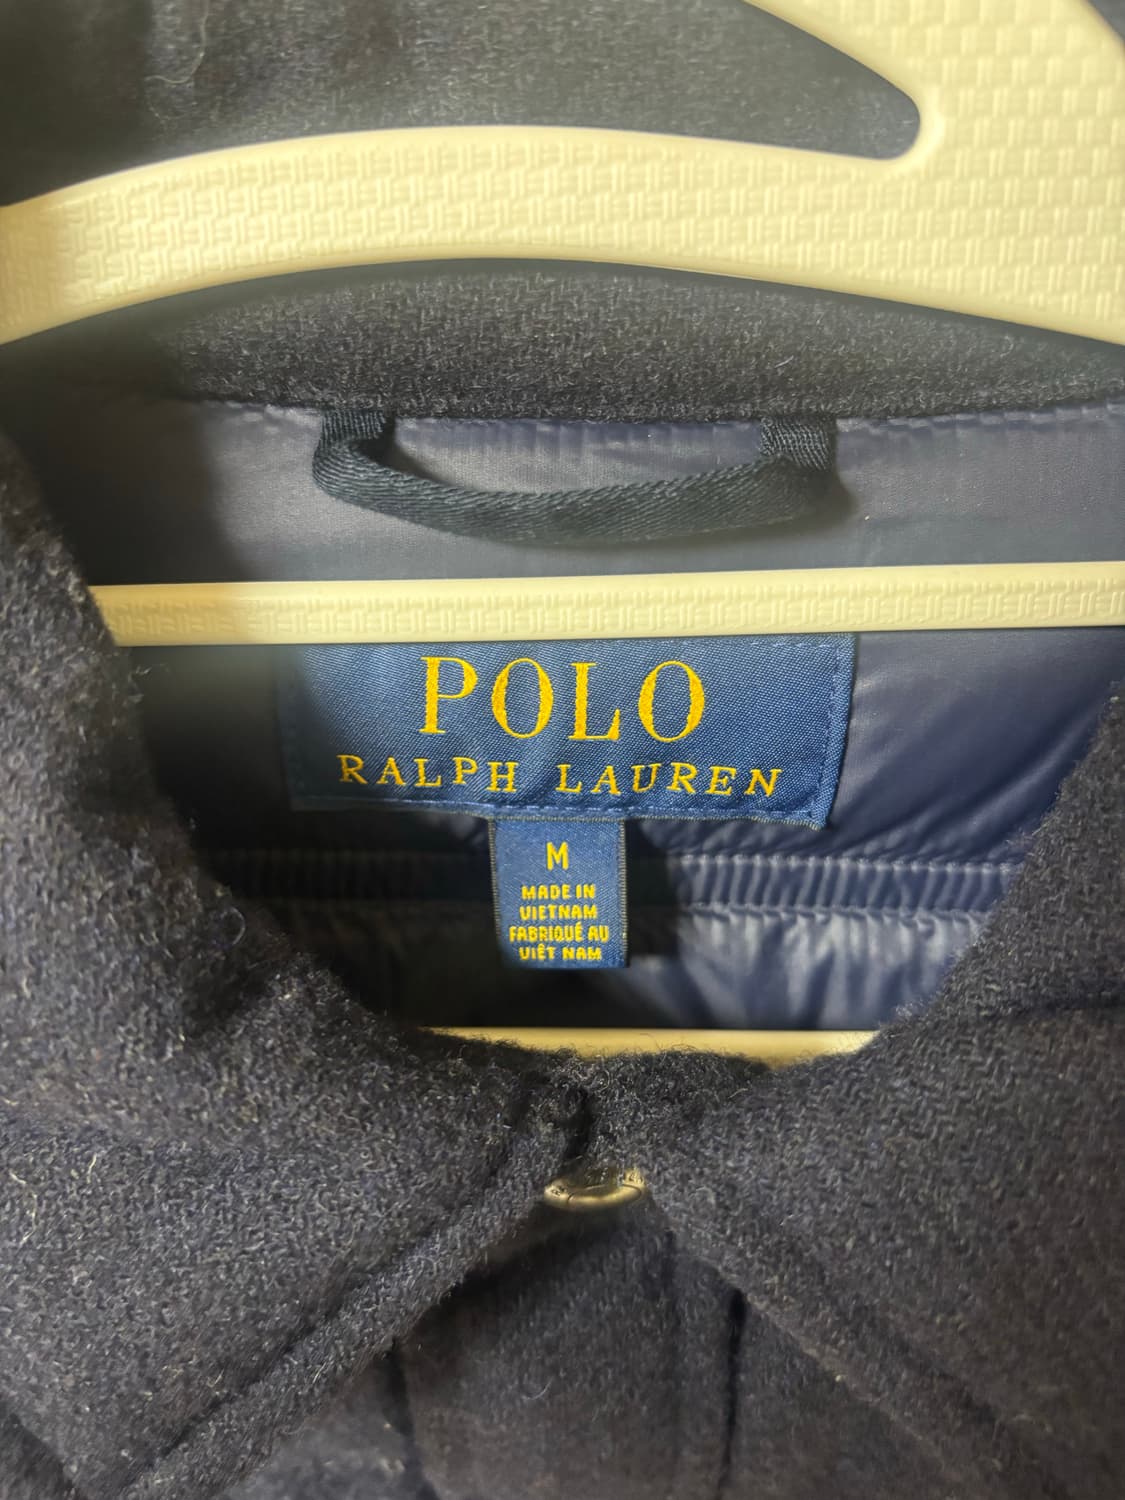 POLO
RALPH LAUREN
M
MADE IN
VIETNAM
FABRIQUÉ AU
VIÊT NAM